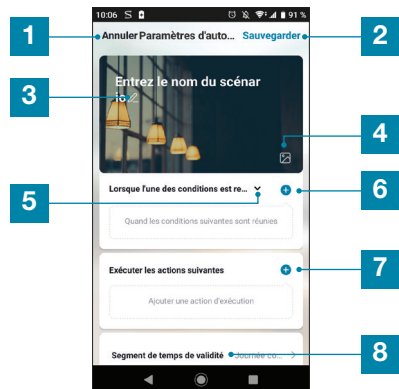 10:06 S 91 %
1
Annuler Paramètres d'auto... Sauvegarder
2
Entrez le nom du scénar
io
3
4
Lorsque l'une des conditions est re...
5
6
Quand les conditions suivantes sont réunies
Exécuter les actions suivantes
7
Ajouter une action d'exécution
Segment de temps de validité Journée co...
8